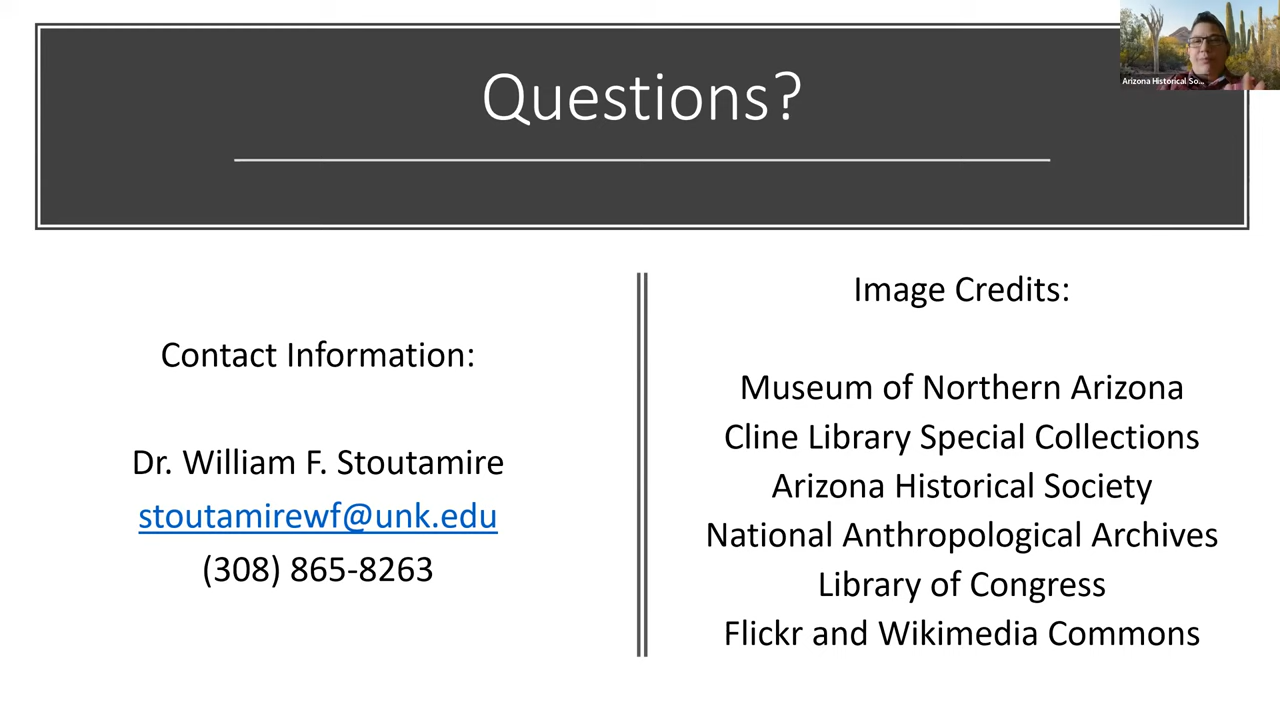 Questions?
Arizona Historical So...
Contact Information:
Dr. William F. Stoutamire
stoutamirewf@unk.edu
(308) 865-8263
Image Credits:
Museum of Northern Arizona
Cline Library Special Collections
Arizona Historical Society
National Anthropological Archives
Library of Congress
Flickr and Wikimedia Commons